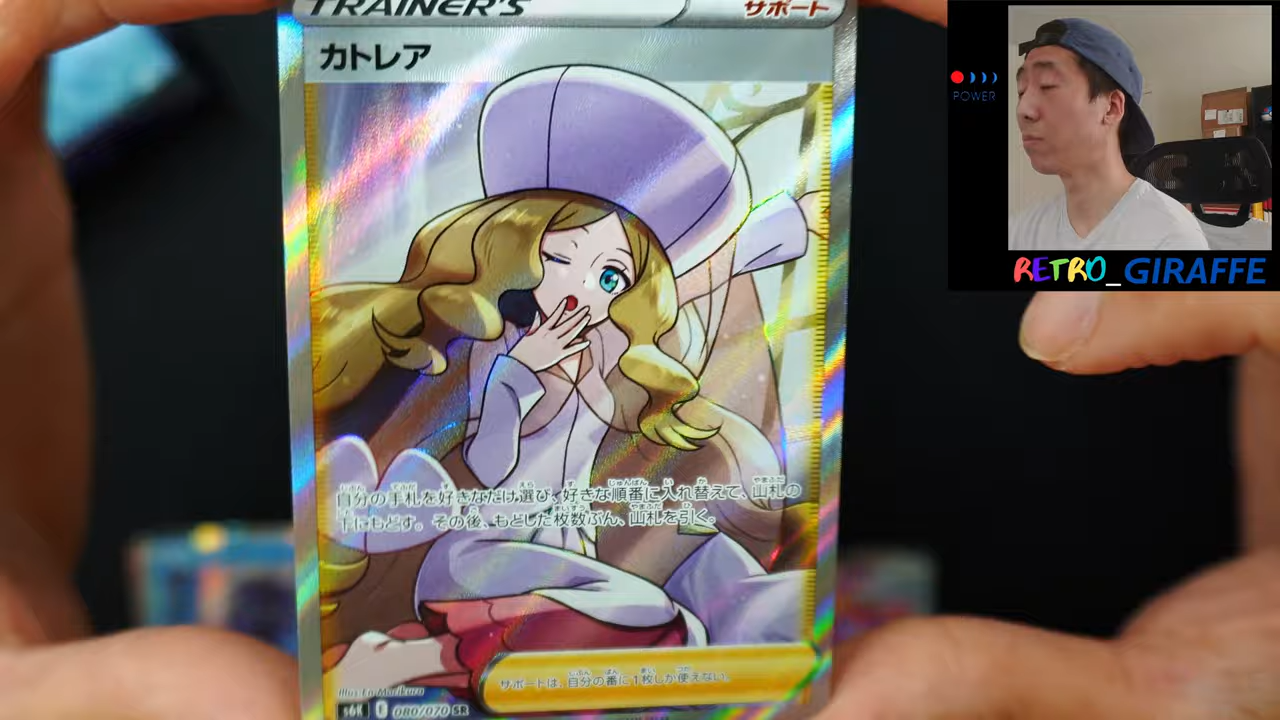 TRAINER'S
サポート
カトレア
自分の手札を好きなだけ選び、好きな順番に入れ替えて、山札の
下にもどす。その後、もどした枚数ぶん、山札を引く。
サポートは、自分の番に1枚しか使えない。
Illus. En Morikura
s6K E 080/070 SR
POWER
RETRO_GIRAFFE